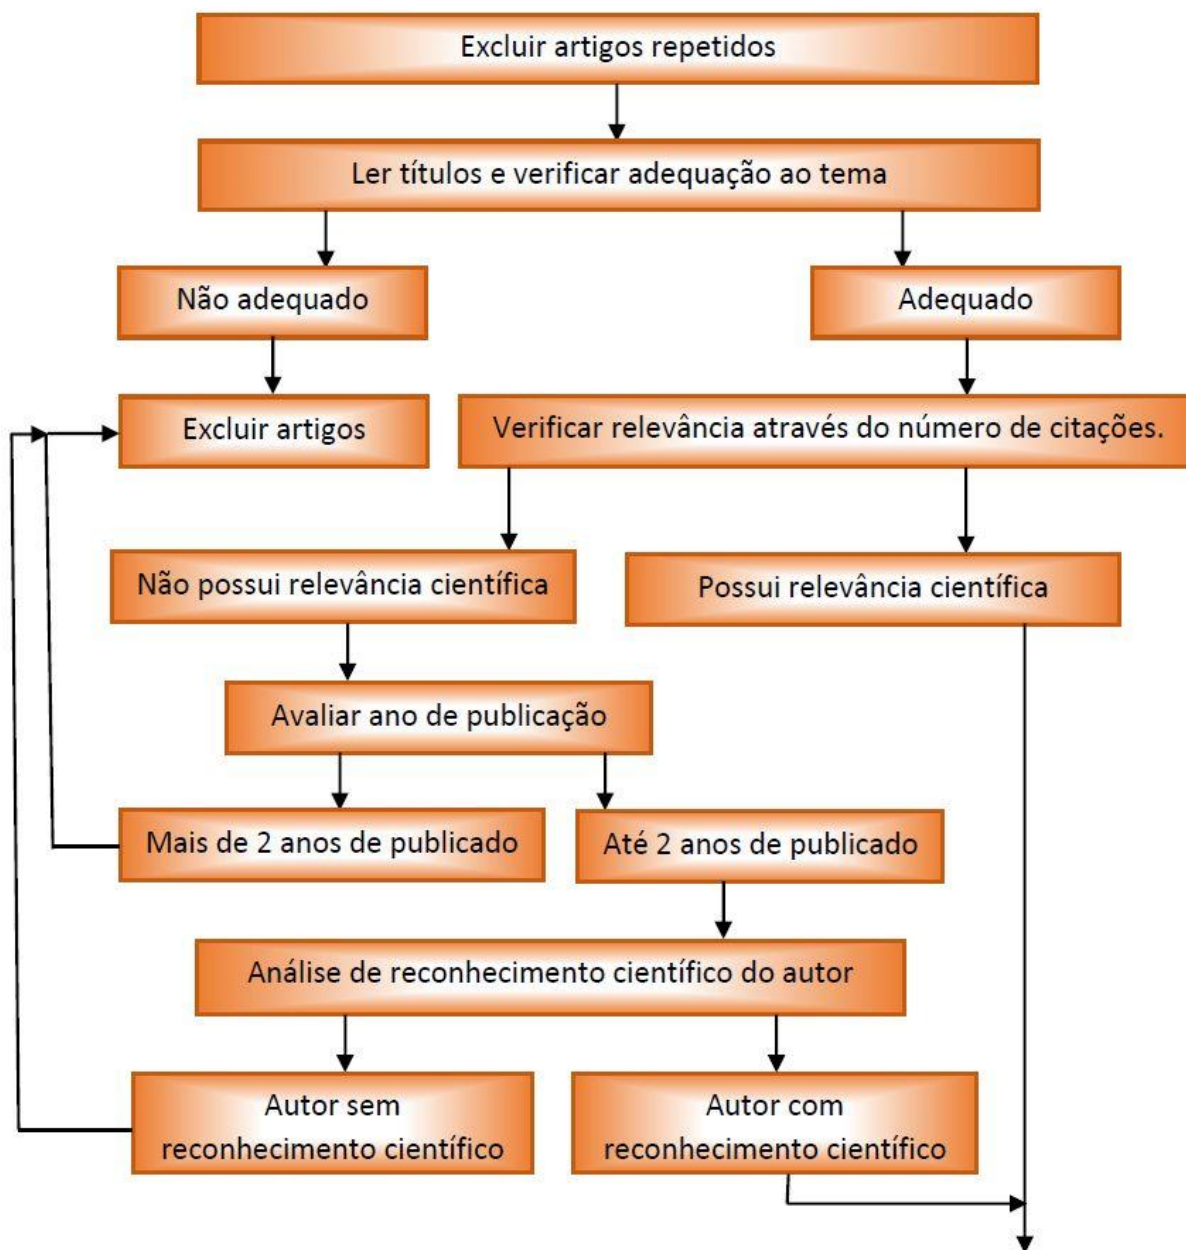 Excluir artigos repetidos
Ler títulos e verificar adequação ao tema
Não adequado
Adequado
Excluir artigos
Verificar relevância através do número de citações.
Não possui relevância científica
Possui relevância científica
Avaliar ano de publicação
Mais de 2 anos de publicado
Até 2 anos de publicado
Análise de reconhecimento científico do autor
Autor sem
reconhecimento científico
Autor com
reconhecimento científico